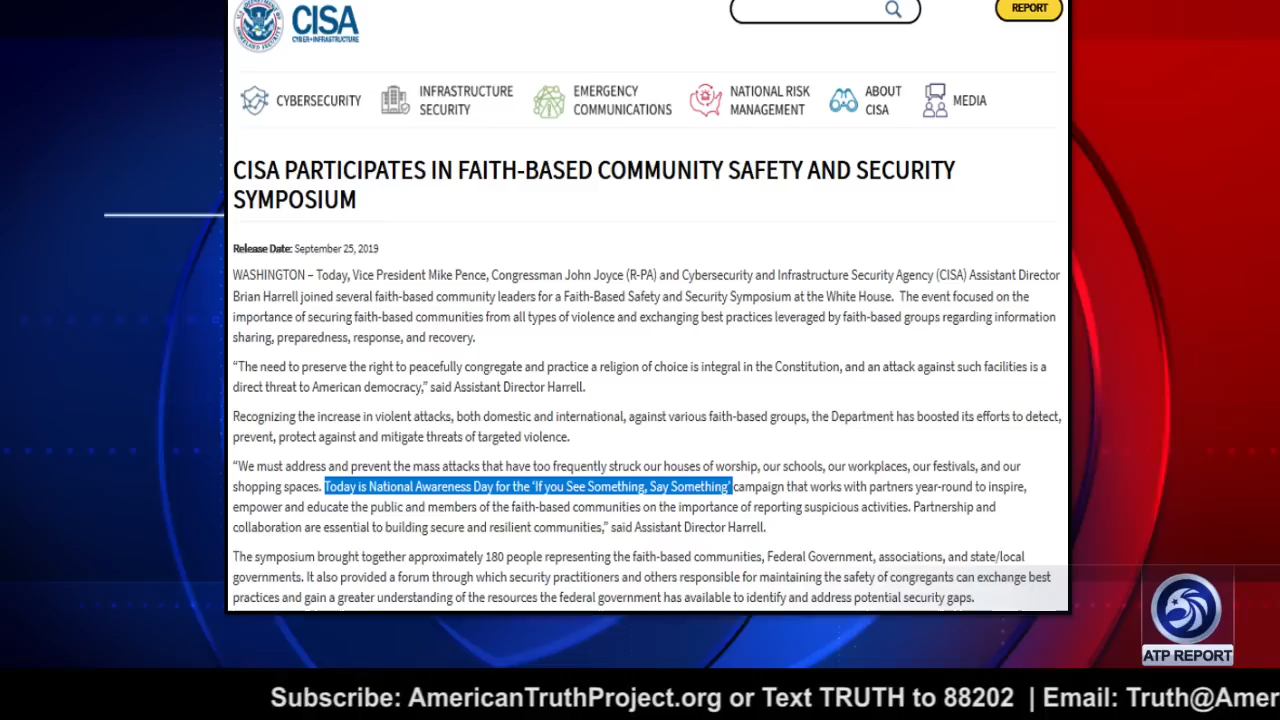 CISA
CYBER+INFRASTRUCTURE
REPORT
CYBERSECURITY
INFRASTRUCTURE
SECURITY
EMERGENCY
COMMUNICATIONS
NATIONAL RISK
MANAGEMENT
ABOUT
CISA
MEDIA
CISA PARTICIPATES IN FAITH-BASED COMMUNITY SAFETY AND SECURITY
SYMPOSIUM
Release Date: September 25, 2019
WASHINGTON – Today, Vice President Mike Pence, Congressman John Joyce (R-PA) and Cybersecurity and Infrastructure Security Agency (CISA) Assistant Director
Brian Harrell joined several faith-based community leaders for a Faith-Based Safety and Security Symposium at the White House.  The event focused on the
importance of securing faith-based communities from all types of violence and exchanging best practices leveraged by faith-based groups regarding information
sharing, preparedness, response, and recovery.
“The need to preserve the right to peacefully congregate and practice a religion of choice is integral in the Constitution, and an attack against such facilities is a
direct threat to American democracy,” said Assistant Director Harrell.
Recognizing the increase in violent attacks, both domestic and international, against various faith-based groups, the Department has boosted its efforts to detect,
prevent, protect against and mitigate threats of targeted violence.
“We must address and prevent the mass attacks that have too frequently struck our houses of worship, our schools, our workplaces, our festivals, and our
shopping spaces. Today is National Awareness Day for the ‘If you See Something, Say Something’ campaign that works with partners year-round to inspire,
empower and educate the public and members of the faith-based communities on the importance of reporting suspicious activities. Partnership and
collaboration are essential to building secure and resilient communities,” said Assistant Director Harrell.
The symposium brought together approximately 180 people representing the faith-based communities, Federal Government, associations, and state/local
governments. It also provided a forum through which security practitioners and others responsible for maintaining the safety of congregants can exchange best
practices and gain a greater understanding of the resources the federal government has available to identify and address potential security gaps.
ATP REPORT
Subscribe: AmericanTruthProject.org or Text TRUTH to 88202 | Email: Truth@Amer